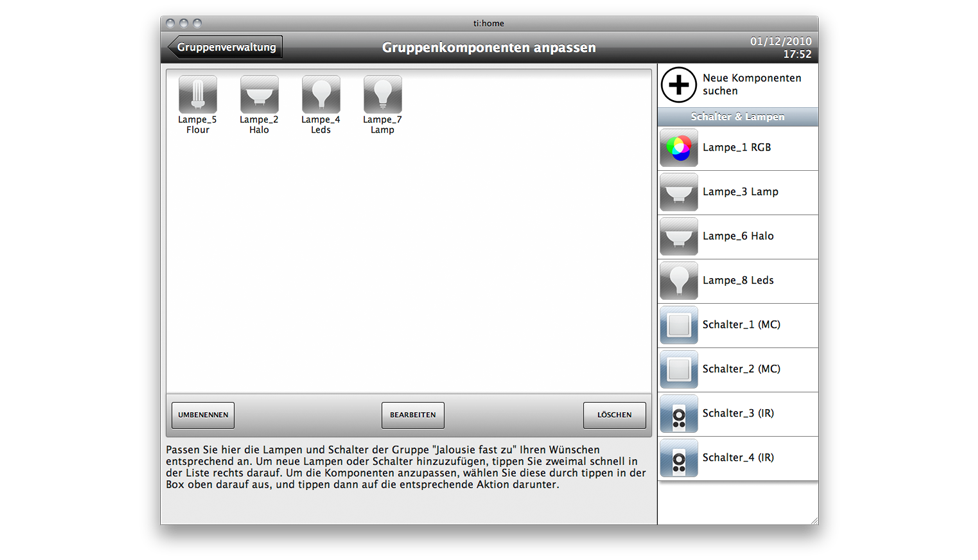 ti:home
Gruppenverwaltung
Gruppenkomponenten anpassen
01/12/2010
17:52
Lampe_5
Flour
Lampe_2
Halo
Lampe_4
Leds
Lampe_7
Lamp
Neue Komponenten
suchen
Schalter & Lampen
Lampe_1 RGB
Lampe_3 Lamp
Lampe_6 Halo
Lampe_8 Leds
Schalter_1 (MC)
Schalter_2 (MC)
Schalter_3 (IR)
Schalter_4 (IR)
UMBENENNEN
BEARBEITEN
LÖSCHEN
Passen Sie hier die Lampen und Schalter der Gruppe "Jalousie fast zu" Ihren Wünschen
entsprechend an. Um neue Lampen oder Schalter hinzuzufügen, tippen Sie zweimal schnell in
der Liste rechts darauf. Um die Komponenten anzupassen, wählen Sie diese durch tippen in der
Box oben darauf aus, und tippen dann auf die entsprechende Aktion darunter.